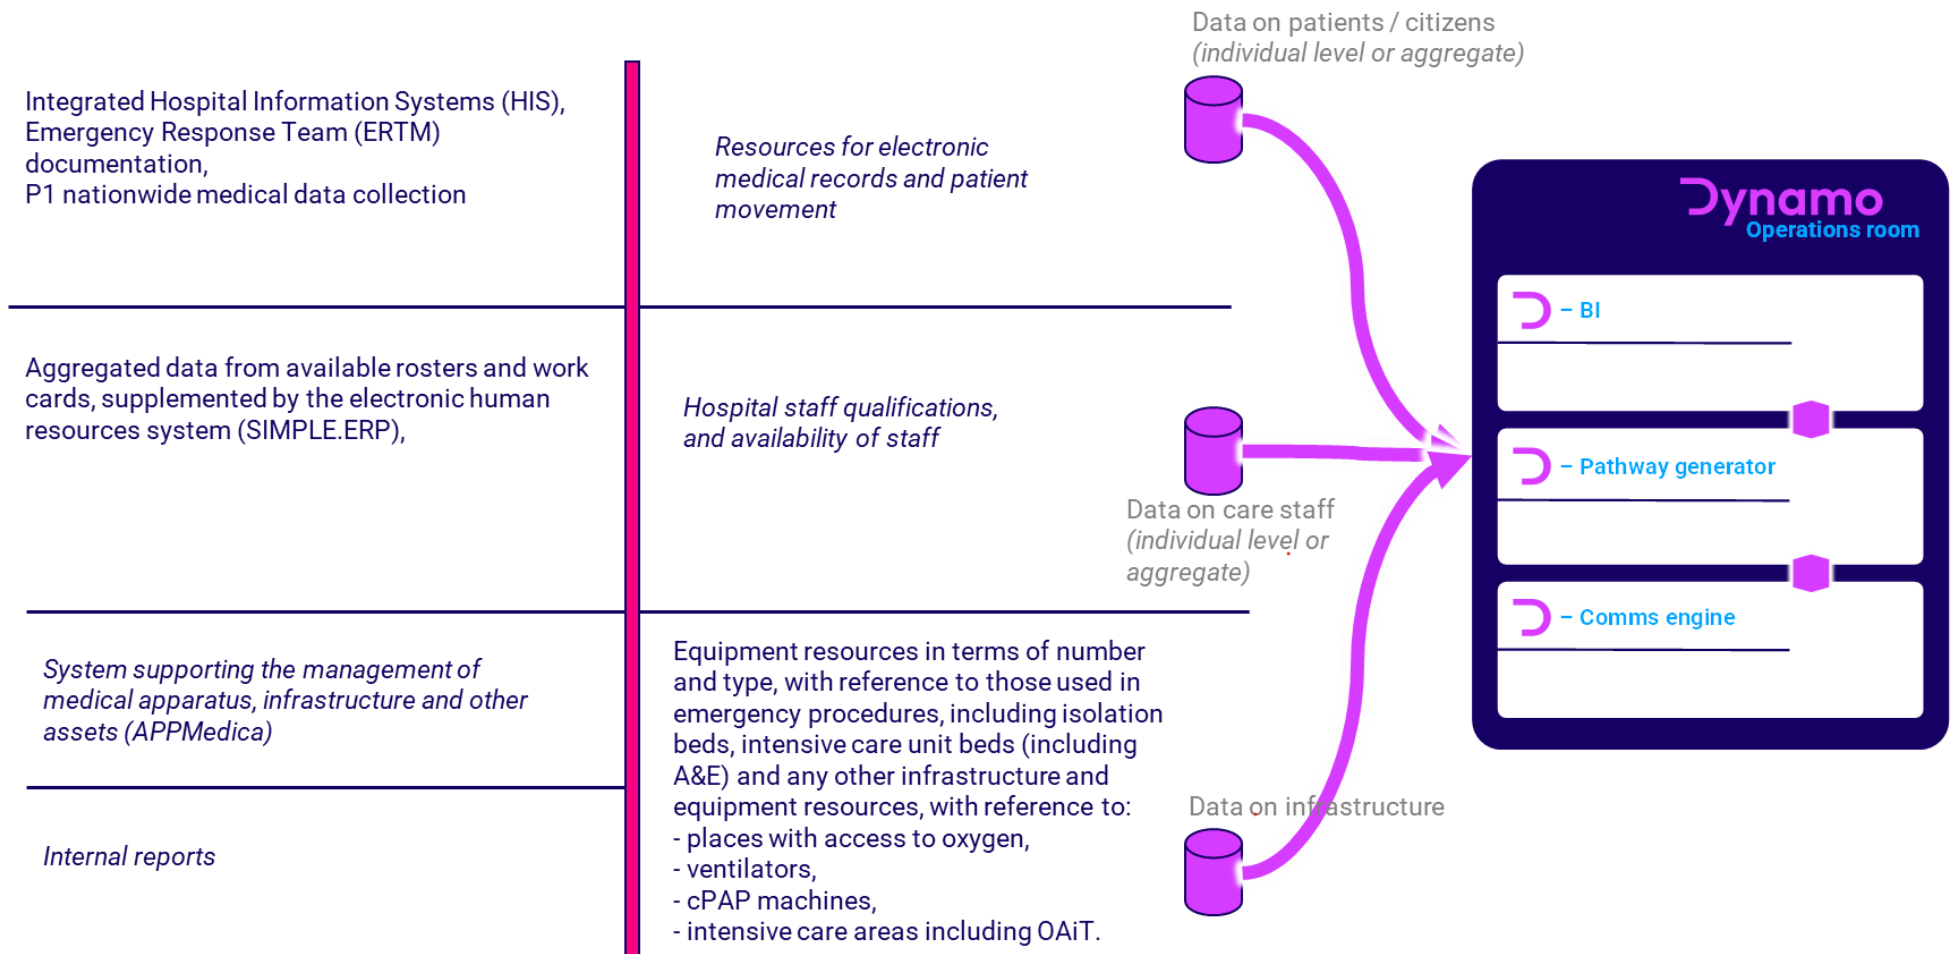 Data on patients / citizens
(individual level or aggregate)
Integrated Hospital Information Systems (HIS),
Emergency Response Team (ERTM)
documentation,
P1 nationwide medical data collection
Resources for electronic
medical records and patient
movement
Dynamo
Operations room
D – BI
Aggregated data from available rosters and work
cards, supplemented by the electronic human
resources system (SIMPLE.ERP),
Hospital staff qualifications,
and availability of staff
D – Pathway generator
Data on care staff
(individual level or
aggregate)
D – Comms engine
System supporting the management of
medical apparatus, infrastructure and other
assets (APPMedica)
Internal reports
Equipment resources in terms of number
and type, with reference to those used in
emergency procedures, including isolation
beds, intensive care unit beds (including
A&E) and any other infrastructure and
equipment resources, with reference to:
- places with access to oxygen,
- ventilators,
- cPAP machines,
- intensive care areas including OAiT.
Data on infrastructure